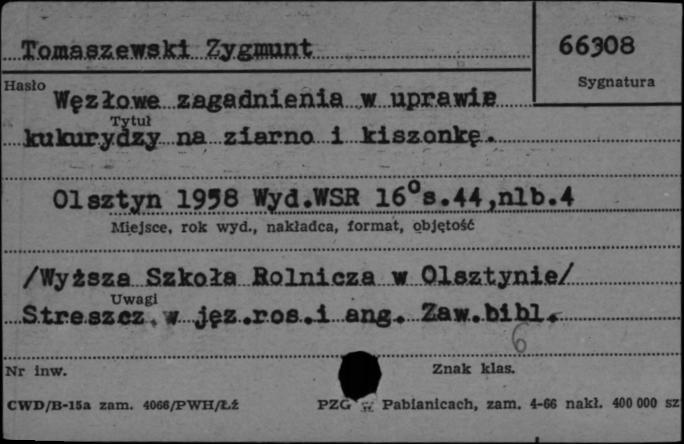 Tomaszewski Zygmunt
66308
Hasło
Sygnatura
Węzłowe zagadnienia w uprawie
Tytuł
kukurydzy na ziarno i kiszonkę.
Olsztyn 1958 Wyd.WSR 16°s.44,nlb.4
Miejsce, rok wyd., nakładca, format, objętość
/Wyższa Szkoła Rolnicza w Olsztynie/
Uwagi
Streszcz. w jęz.ros.i ang. Zaw.bibl.
6
Nr inw.
Znak klas.
CWD/B-15a zam. 4066/PWH/Łź
PZG w Pabianicach, zam. 4-66 nakł. 400 000 sz